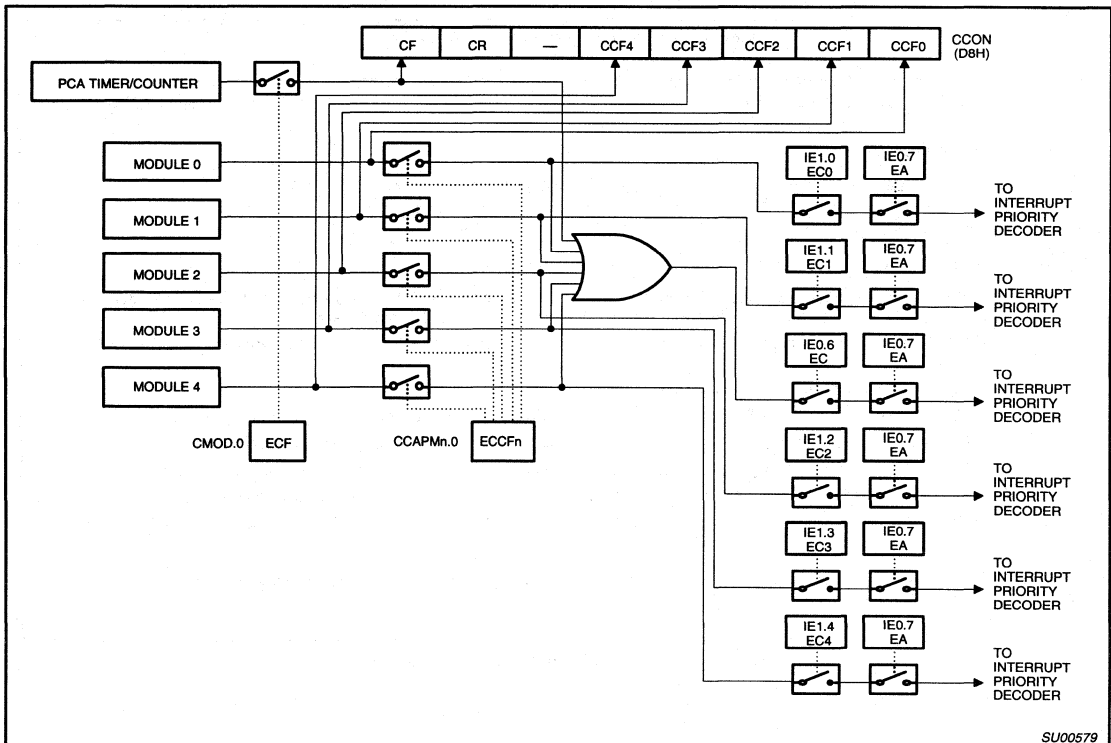 CF CR — CCF4 CCF3 CCF2 CCF1 CCF0
CCON
(D8H)
PCA TIMER/COUNTER
MODULE 0
MODULE 1
MODULE 2
MODULE 3
MODULE 4
CMOD.0 ECF
CCAPMn.0 ECCFn
IE1.0
EC0
IE0.7
EA
TO
INTERRUPT
PRIORITY
DECODER
IE1.1
EC1
IE0.7
EA
TO
INTERRUPT
PRIORITY
DECODER
IE0.6
EC
IE0.7
EA
TO
INTERRUPT
PRIORITY
DECODER
IE1.2
EC2
IE0.7
EA
TO
INTERRUPT
PRIORITY
DECODER
IE1.3
EC3
IE0.7
EA
TO
INTERRUPT
PRIORITY
DECODER
IE1.4
EC4
IE0.7
EA
TO
INTERRUPT
PRIORITY
DECODER
SU00579